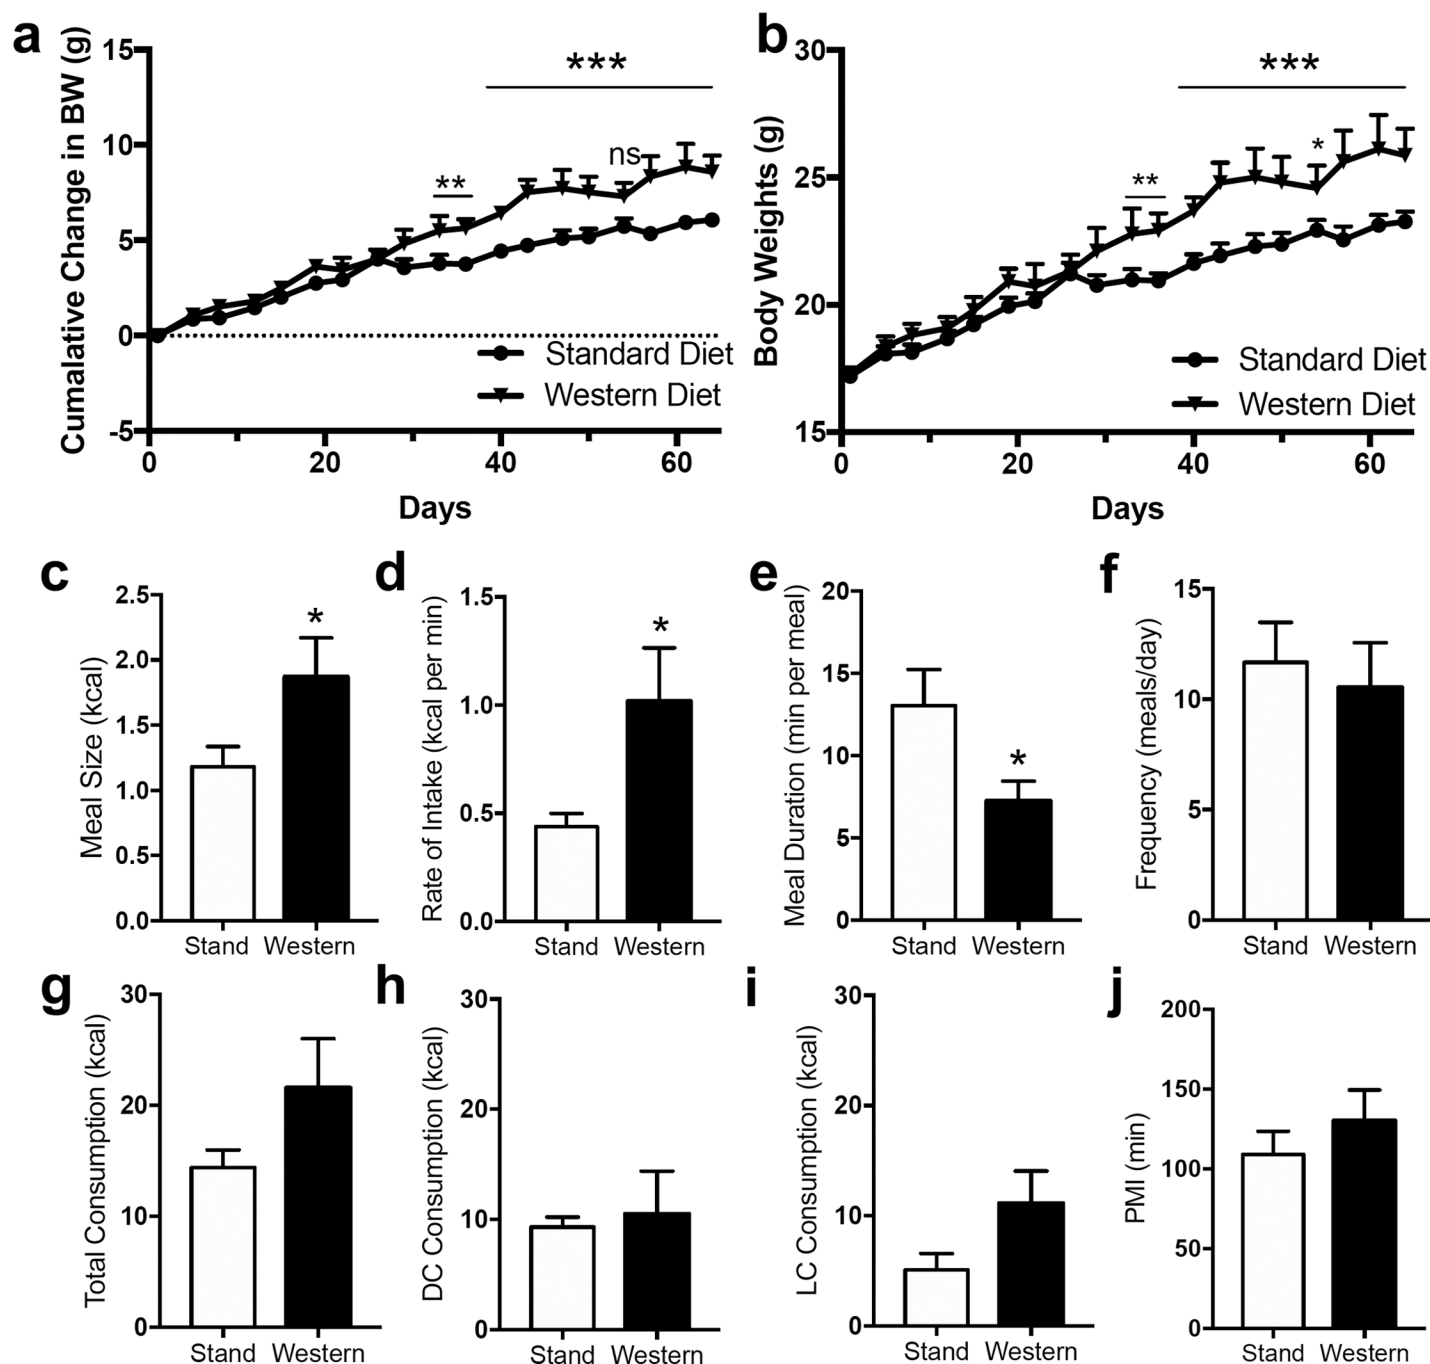 a
Cumalative Change in BW (g)
15
10
5
0
-5
***
**
ns
Standard Diet
Western Diet
0 20 40 60
Days
b
Body Weights (g)
30
25
20
15
***
**
*
Standard Diet
Western Diet
0 20 40 60
Days
c
Meal Size (kcal)
2.5
2.0
1.5
1.0
0.5
0.0
*
Stand Western
d
Rate of Intake (kcal per min)
1.5
1.0
0.5
0.0
*
Stand Western
e
Meal Duration (min per meal)
20
15
10
5
0
*
Stand Western
f
Frequency (meals/day)
15
10
5
0
Stand Western
g
Total Consumption (kcal)
30
20
10
0
Stand Western
h
DC Consumption (kcal)
30
20
10
0
Stand Western
i
LC Consumption (kcal)
30
20
10
0
Stand Western
j
PMI (min)
200
150
100
50
0
Stand Western